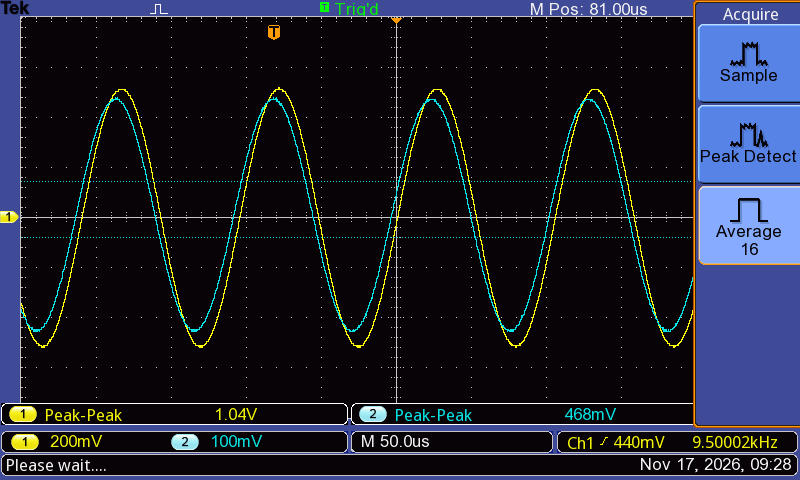 Tek T Trig'd M Pos: 81.00us Acquire
T
Sample
Peak Detect
1
Average
16
1 Peak-Peak 1.04V 2 Peak-Peak 468mV
1 200mV 2 100mV M 50.0us Ch1 440mV 9.50002kHz
Please wait.... Nov 17, 2026, 09:28